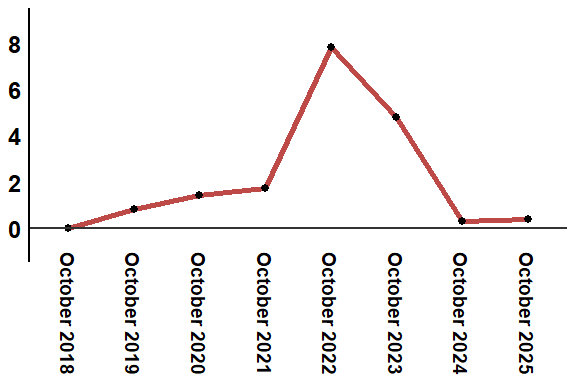 8
6
4
2
0
October 2018
October 2019
October 2020
October 2021
October 2022
October 2023
October 2024
October 2025